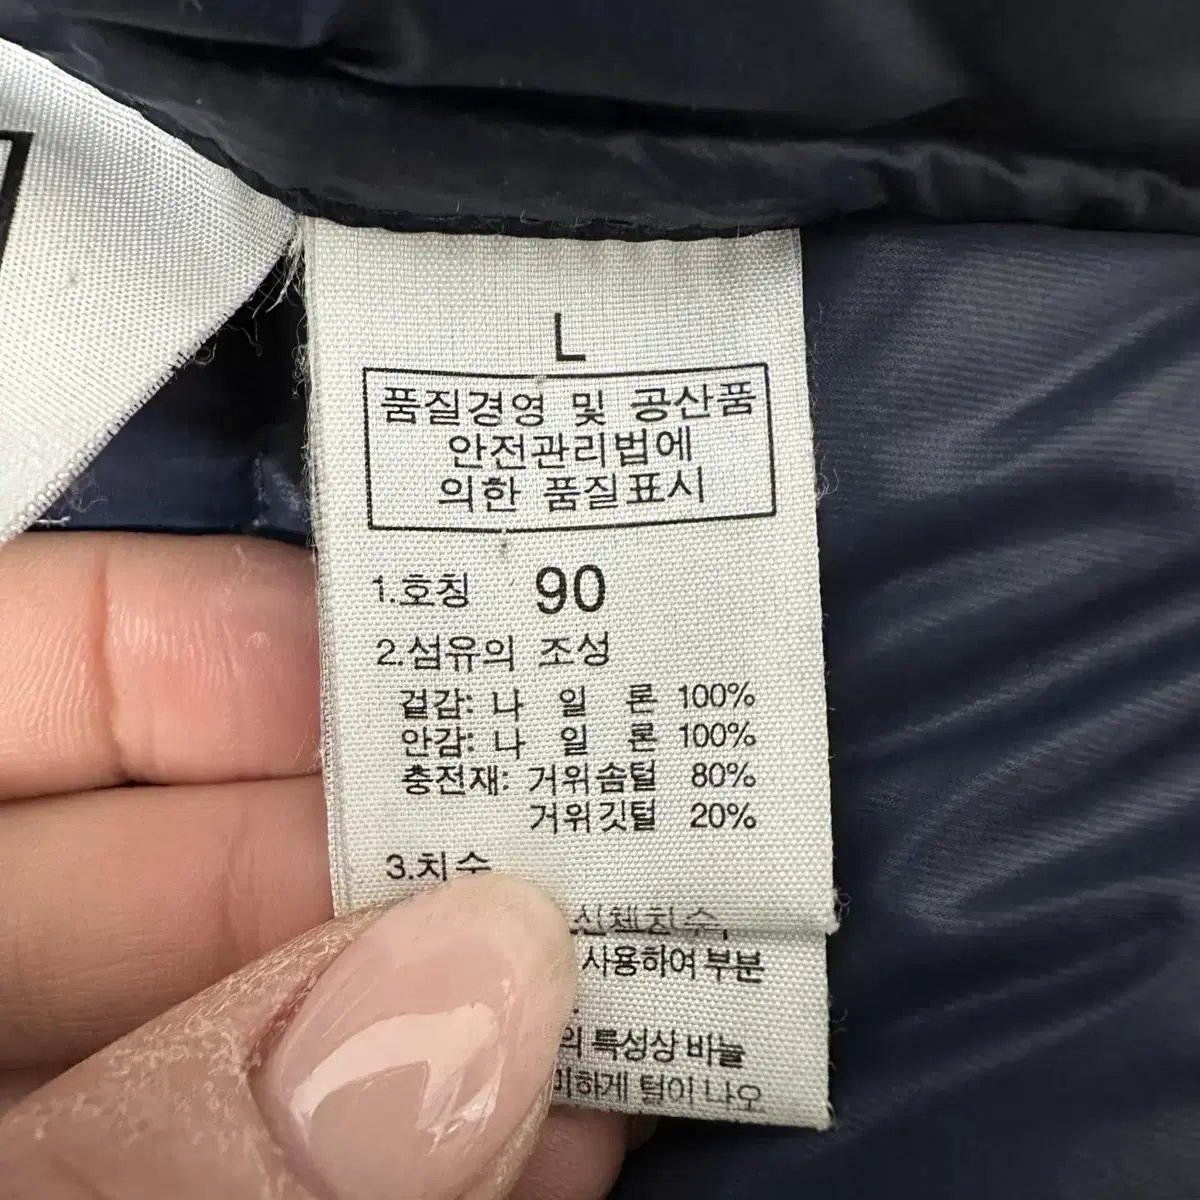 L
품질경영 및 공산품
안전관리법에
의한 품질표시
1.호칭 90
2.섬유의 조성
겉감: 나 일 론 100%
안감: 나 일 론 100%
충전재: 거위솜털 80%
거위깃털 20%
3.치수
신체치수
사용하여 부분
특성상 비늘
털이 나오